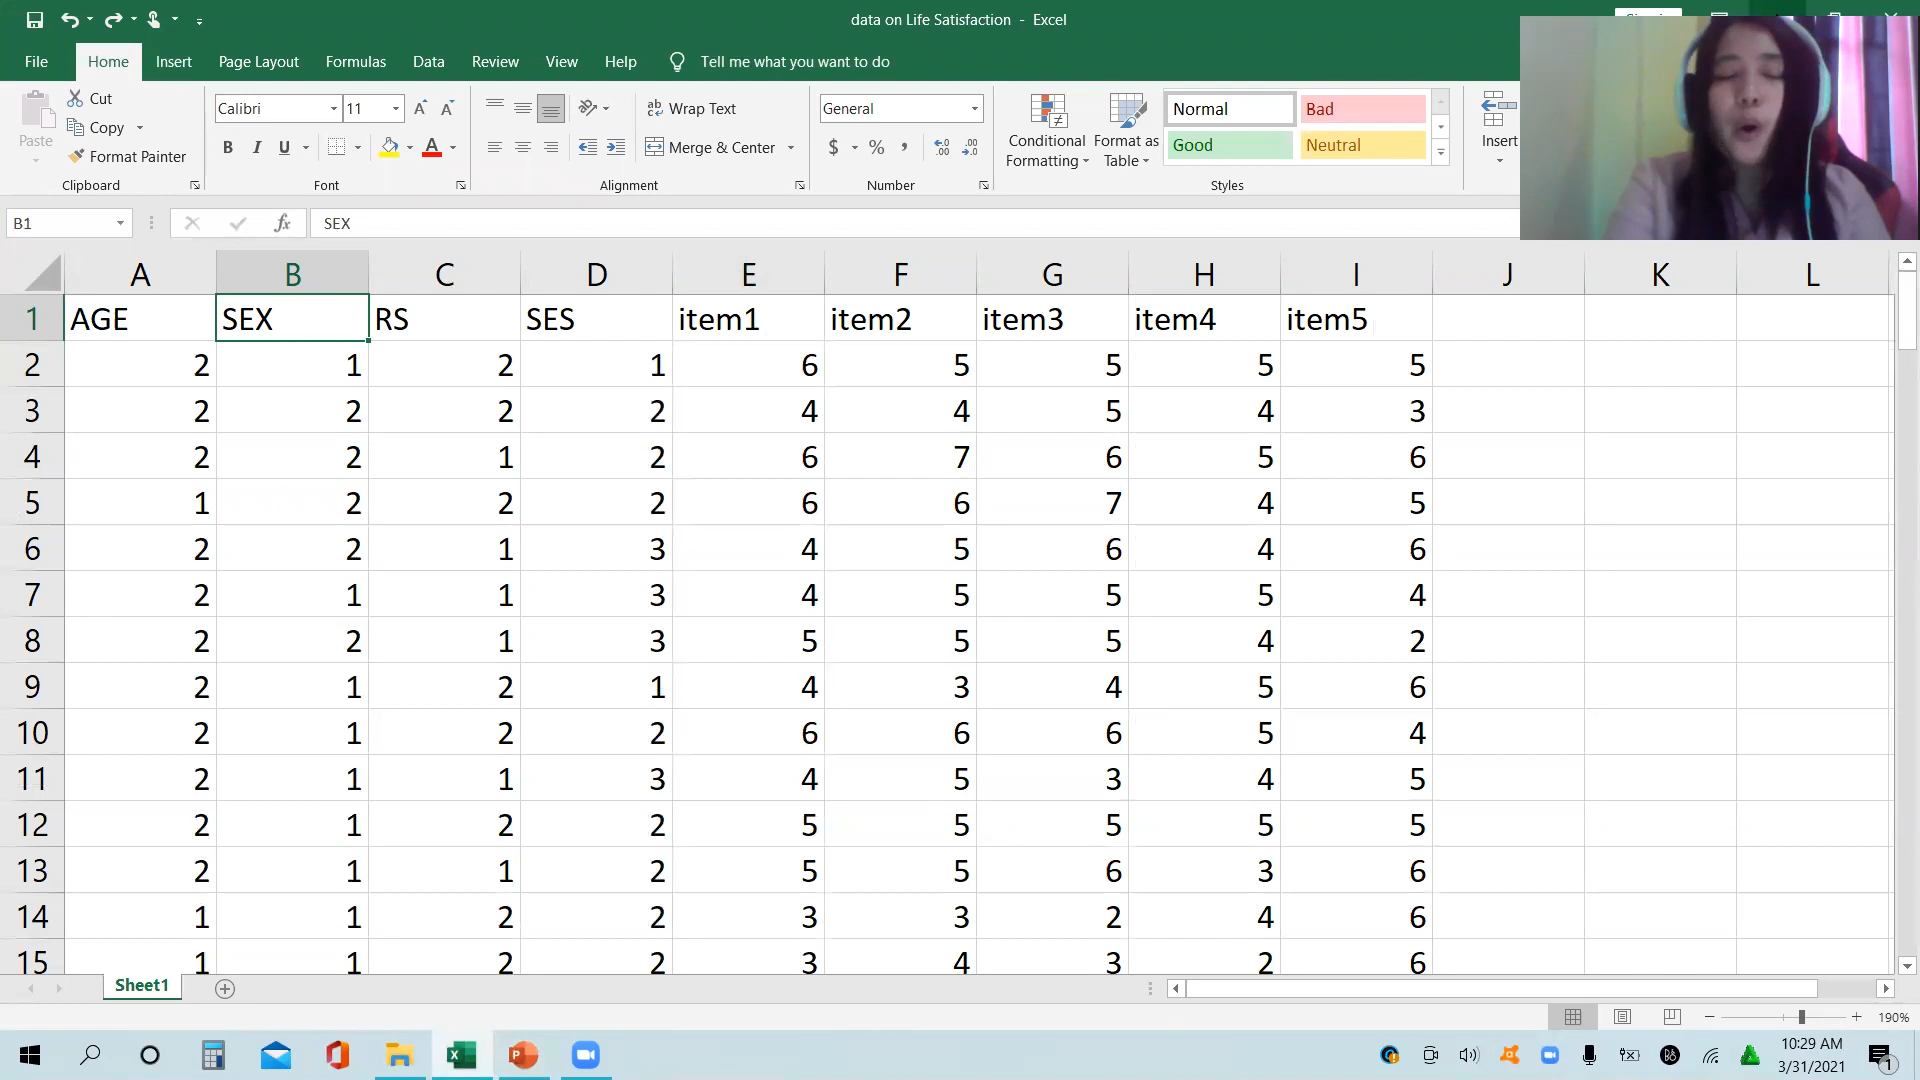 data on Life Satisfaction - Excel
File Home Insert Page Layout Formulas Data Review View Help Tell me what you want to do
Cut
Copy
Format Painter
Paste
Clipboard
Calibri 11
B I U
Font
Wrap Text
Merge & Center
Alignment
General
$ % ,
Number
Conditional Formatting
Format as Table
Normal Bad
Good Neutral
Styles
Insert
B1 fx SEX
A B C D E F G H I J K L
1 AGE SEX RS SES item1 item2 item3 item4 item5
2 2 1 2 1 6 5 5 5 5
3 2 2 2 2 4 4 5 4 3
4 2 2 1 2 6 7 6 5 6
5 1 2 2 2 6 6 7 4 5
6 2 2 1 3 4 5 6 4 6
7 2 1 1 3 4 5 5 5 4
8 2 2 1 3 5 5 5 4 2
9 2 1 2 1 4 3 4 5 6
10 2 1 2 2 6 6 6 5 4
11 2 1 1 3 4 5 3 4 5
12 2 1 2 2 5 5 5 5 5
13 2 1 1 2 5 5 6 3 6
14 1 1 2 2 3 3 2 4 6
15 1 1 2 2 3 4 3 2 6
Sheet1
190%
10:29 AM
3/31/2021
1